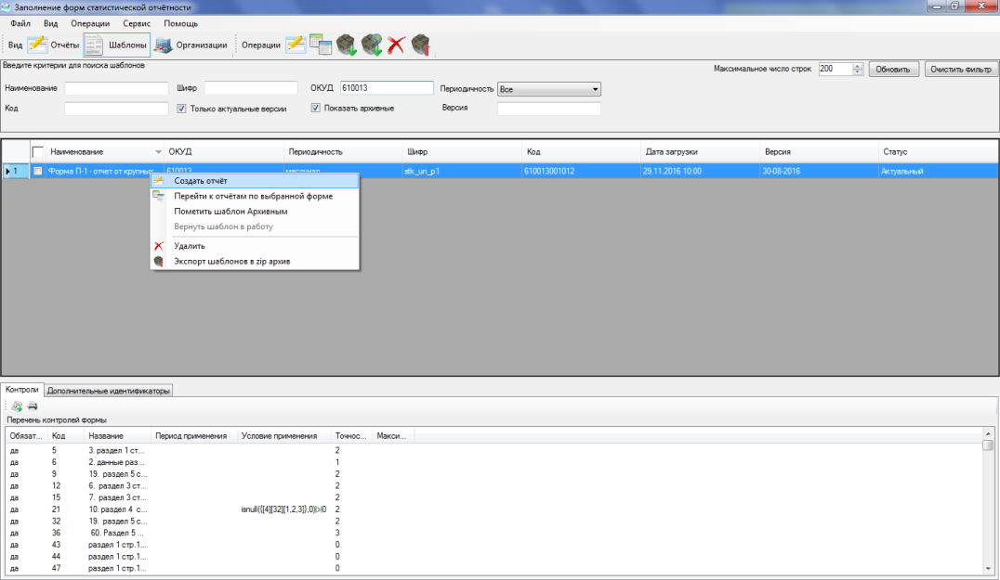 Заполнение форм статистической отчётности
Файл Вид Операции Сервис Помощь
Вид Отчёты Шаблоны Организации Операции
Введите критерии для поиска шаблонов
Максимальное число строк 200 Обновить Очистить фильтр
Наименование Шифр ОКУД 610013 Периодичность Все
Код Только актуальные версии Показать архивные Версия
Наименование ОКУД Периодичность Шифр Код Дата загрузки Версия Статус
1 Форма П-1 - отчет от крупных 610013 месячная stk_un_p1 610013001012 29.11.2016 10:00 30-08-2016 Актуальный
Создать отчёт
Перейти к отчётам по выбранной форме
Пометить шаблон Архивным
Вернуть шаблон в работу
Удалить
Экспорт шаблонов в zip архив
Контроли Дополнительные идентификаторы
Перечень контролей формы
Обязат... Код Название Период применения Условие применения Точнос... Макси...
да 5 3. раздел 1 ст... 2
да 6 2. данные раз... 1
да 9 19. раздел 5 с... 2
да 12 6. раздел 3 ст... 2
да 15 7. раздел 3 ст... 2
да 21 10. раздел 4 с... isnull({[4][32][1,2,3]},0)|>|0 2
да 32 19. раздел 5 с... 2
да 36 60. Раздел 5 ... 3
да 43 раздел 1 стр.1... 0
да 44 раздел 1 стр.1... 0
да 47 раздел 1 стр.1... 0